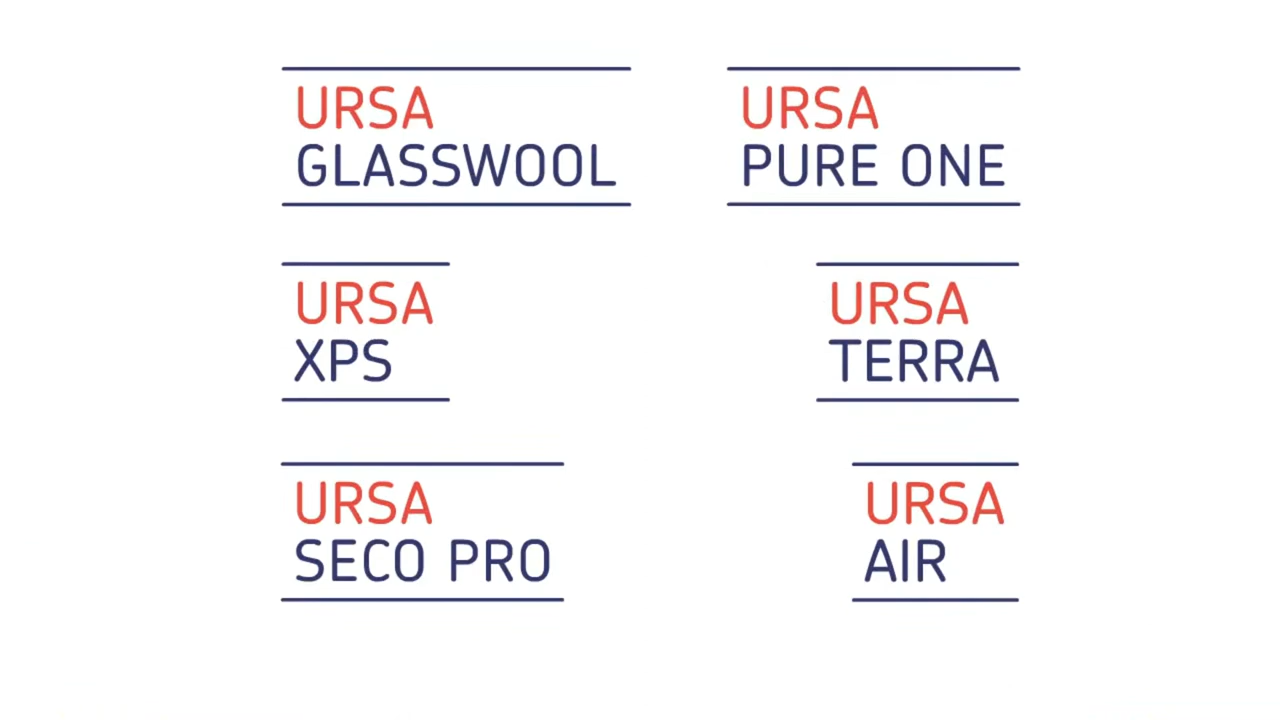 URSA
GLASSWOOL
URSA
PURE ONE
URSA
XPS
URSA
TERRA
URSA
SECO PRO
URSA
AIR